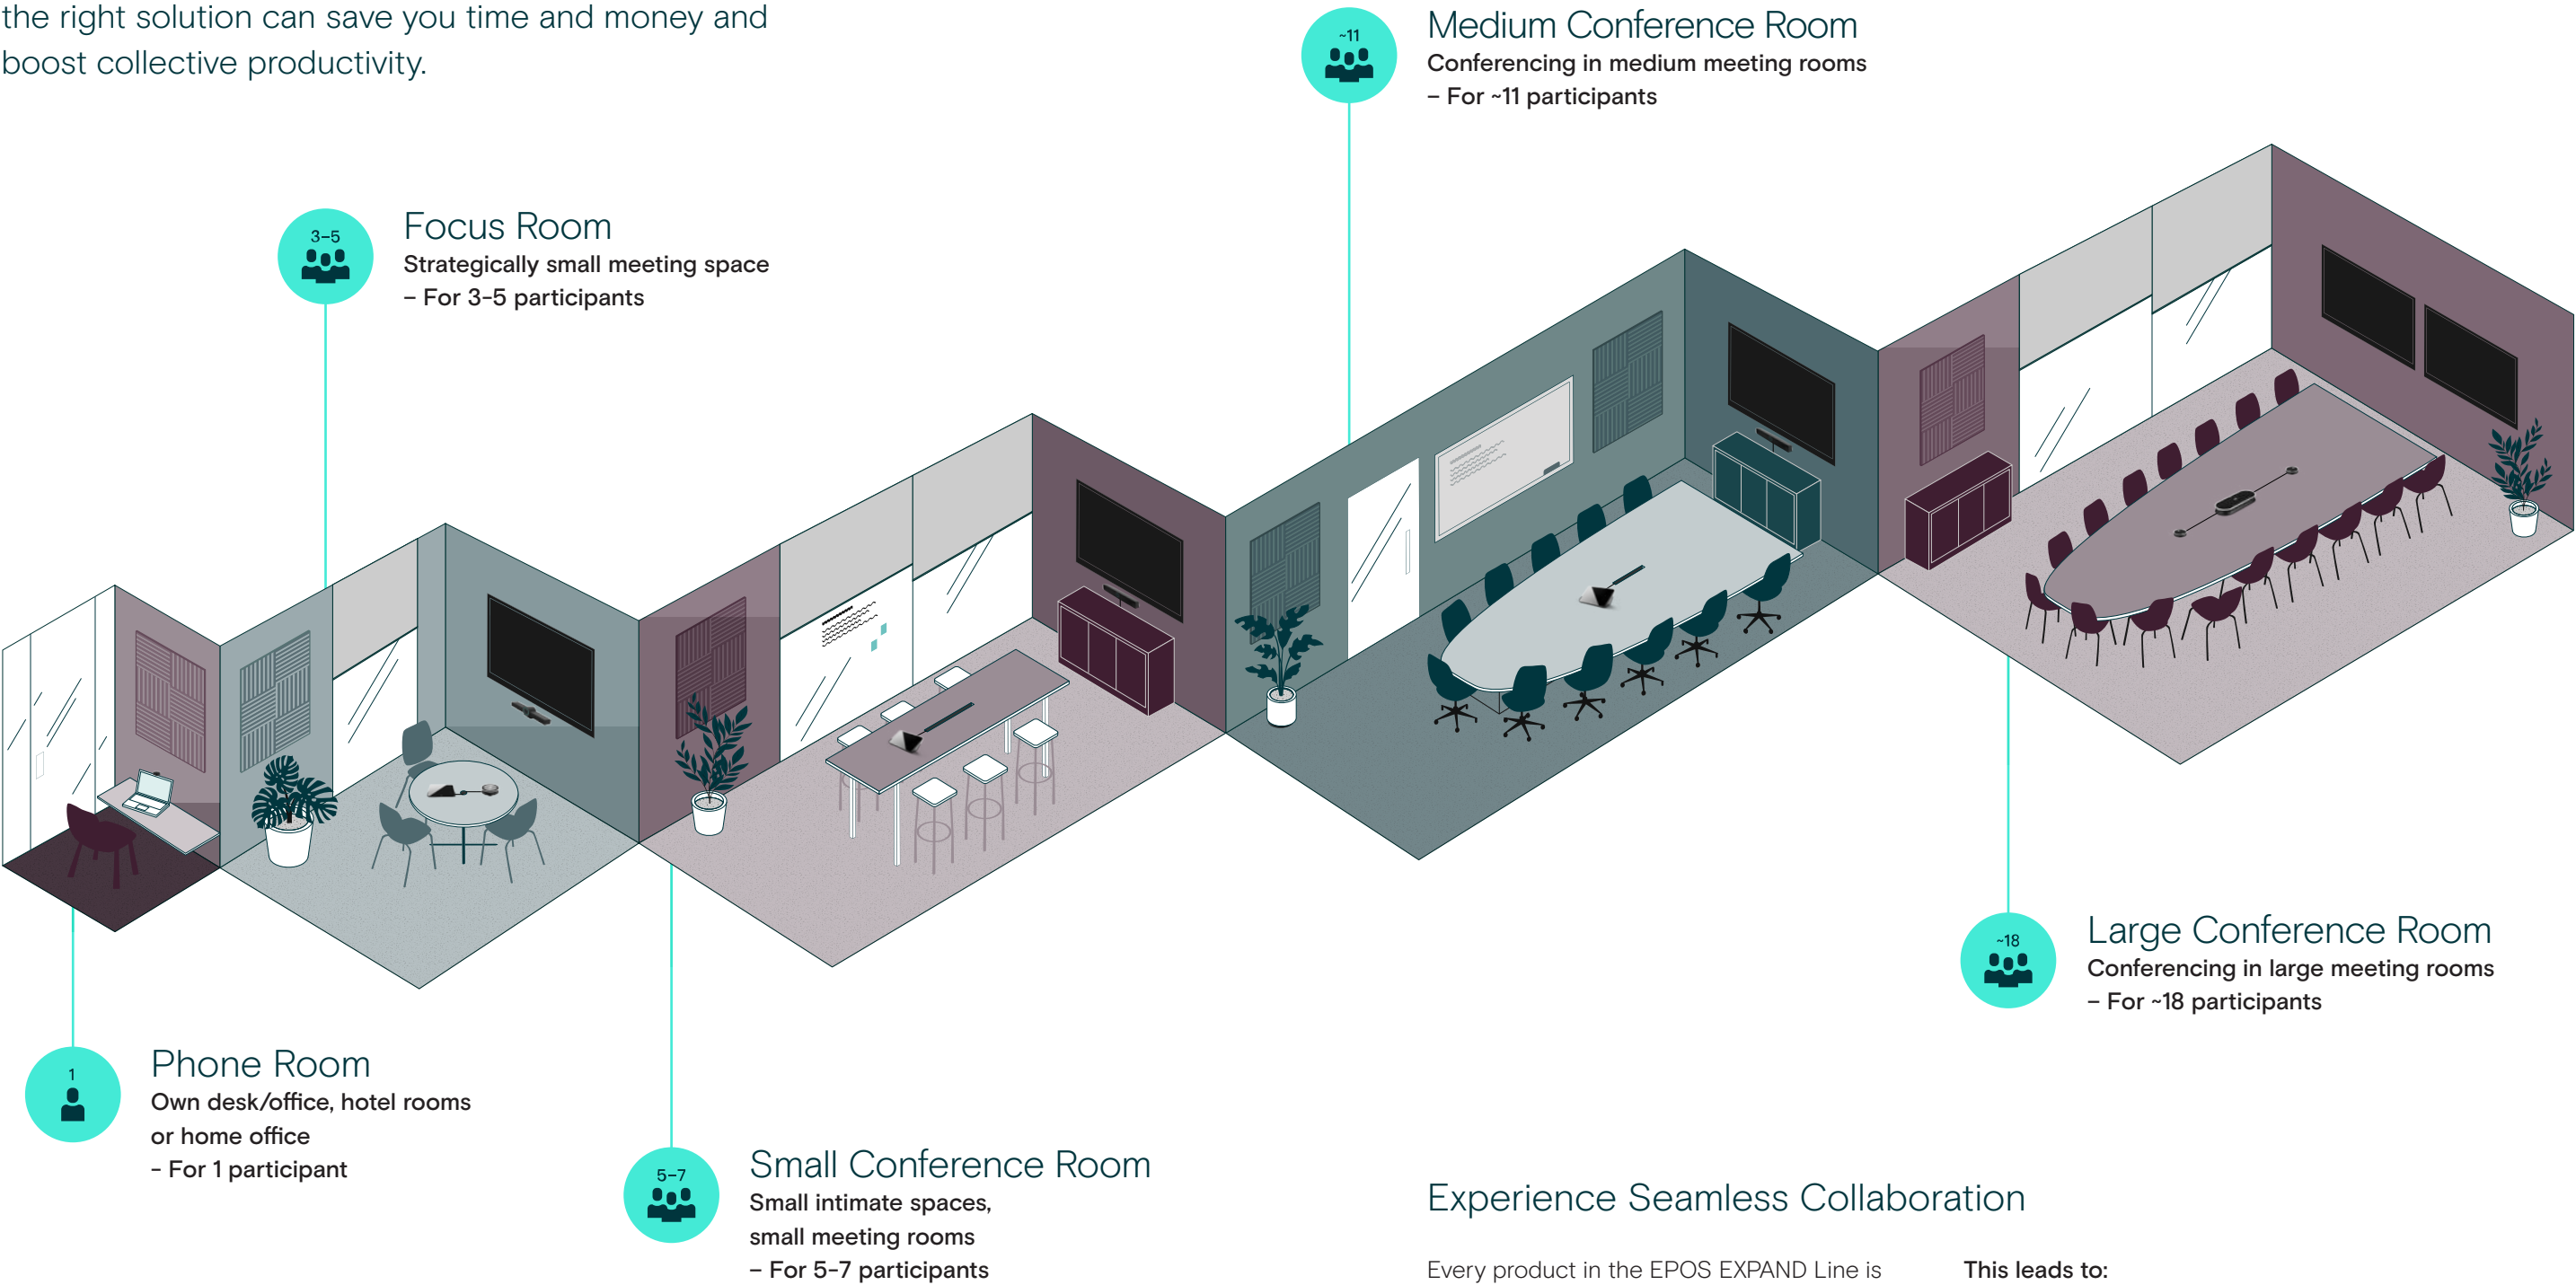 the right solution can save you time and money and
boost collective productivity.
~11
Medium Conference Room
Conferencing in medium meeting rooms
– For ~11 participants
3–5
Focus Room
Strategically small meeting space
– For 3-5 participants
~18
Large Conference Room
Conferencing in large meeting rooms
– For ~18 participants
1
Phone Room
Own desk/office, hotel rooms
or home office
- For 1 participant
5–7
Small Conference Room
Small intimate spaces,
small meeting rooms
– For 5–7 participants
Experience Seamless Collaboration
Every product in the EPOS EXPAND Line is
This leads to: